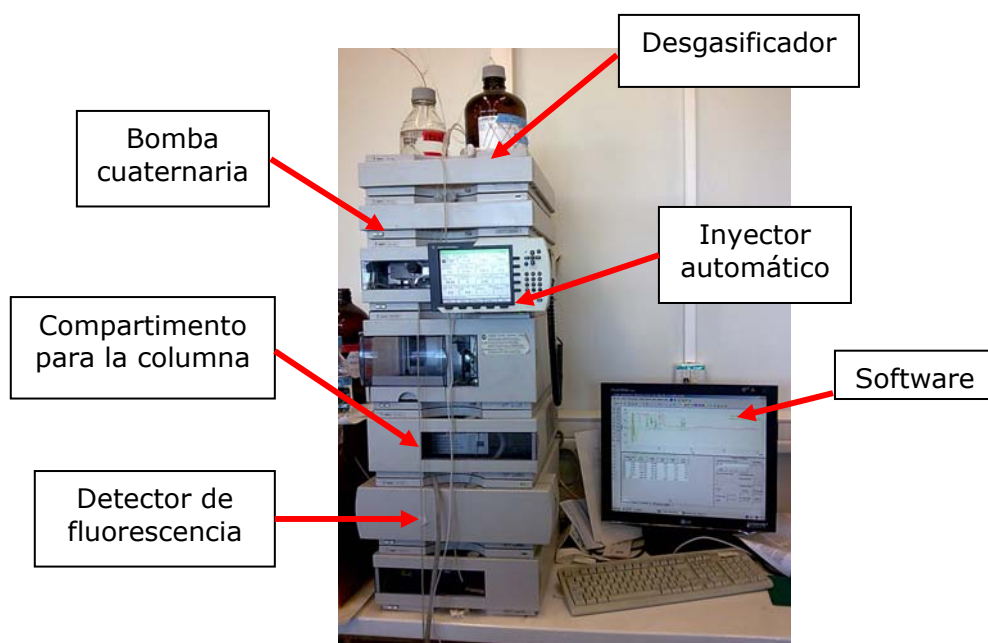 Desgasificador
Bomba
cuaternaria
Inyector
automático
Compartimento
para la columna
Software
Detector de
fluorescencia